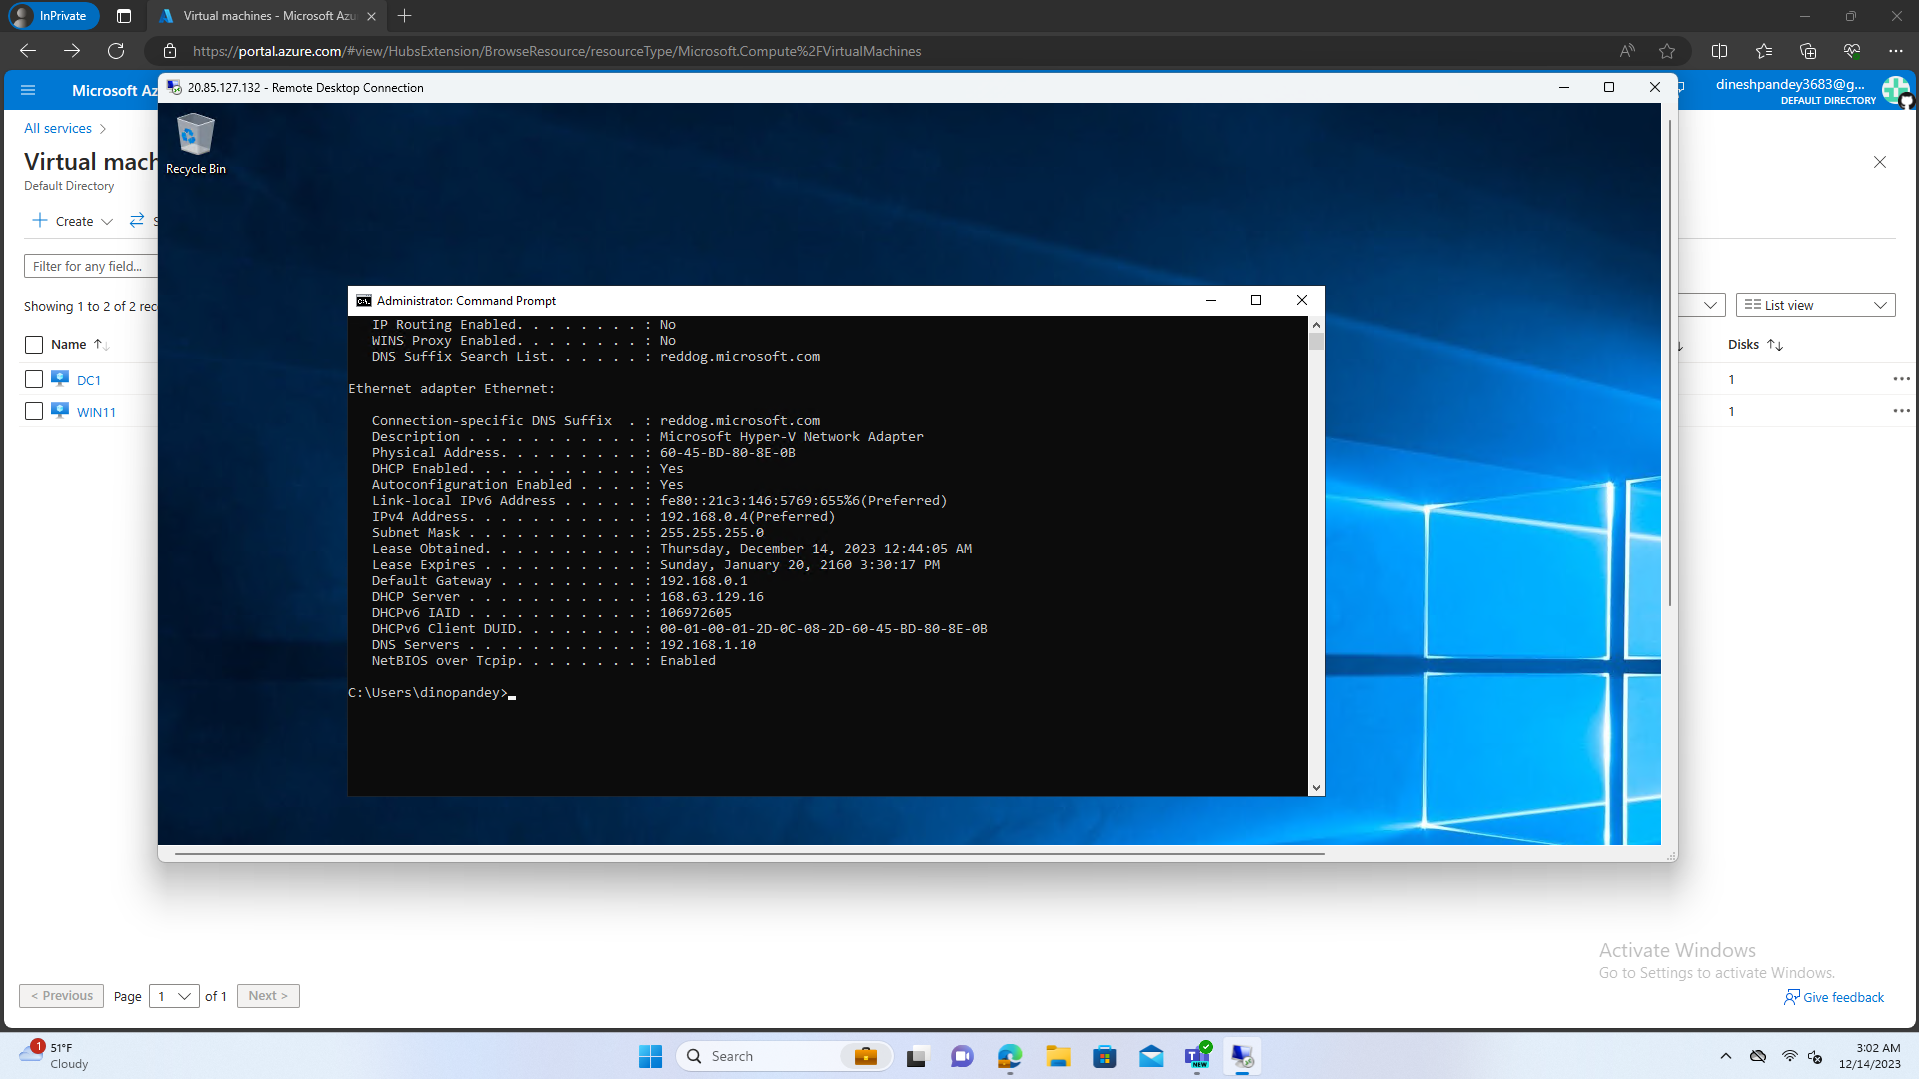 InPrivate
Virtual machines - Microsoft Azu
https://portal.azure.com/#view/HubsExtension/BrowseResource/resourceType/Microsoft.Compute%2FVirtualMachines
Microsoft Az
20.85.127.132 - Remote Desktop Connection
dineshpandey3683@g...
DEFAULT DIRECTORY
All services
Virtual mach
Default Directory
Recycle Bin
Create
S
Filter for any field...
Showing 1 to 2 of 2 rec
List view
Name
Disks
DC1
1
WIN11
1
Administrator: Command Prompt
IP Routing Enabled. . . . . . . . : No
WINS Proxy Enabled. . . . . . . . : No
DNS Suffix Search List. . . . . . : reddog.microsoft.com
Ethernet adapter Ethernet:
Connection-specific DNS Suffix  . : reddog.microsoft.com
Description . . . . . . . . . . . : Microsoft Hyper-V Network Adapter
Physical Address. . . . . . . . . : 60-45-BD-80-8E-0B
DHCP Enabled. . . . . . . . . . . : Yes
Autoconfiguration Enabled . . . . : Yes
Link-local IPv6 Address . . . . . : fe80::21c3:146:5769:655%6(Preferred)
IPv4 Address. . . . . . . . . . . : 192.168.0.4(Preferred)
Subnet Mask . . . . . . . . . . . : 255.255.255.0
Lease Obtained. . . . . . . . . . : Thursday, December 14, 2023 12:44:05 AM
Lease Expires . . . . . . . . . . : Sunday, January 20, 2160 3:30:17 PM
Default Gateway . . . . . . . . . : 192.168.0.1
DHCP Server . . . . . . . . . . . : 168.63.129.16
DHCPv6 IAID . . . . . . . . . . . : 106972605
DHCPv6 Client DUID. . . . . . . . : 00-01-00-01-2D-0C-08-2D-60-45-BD-80-8E-0B
DNS Servers . . . . . . . . . . . : 192.168.1.10
NetBIOS over Tcpip. . . . . . . . : Enabled
C:\Users\dinopandey>
Activate Windows
Go to Settings to activate Windows.
< Previous
Page
1
of 1
Next >
Give feedback
1
51°F
Cloudy
Search
NEW
3:02 AM
12/14/2023